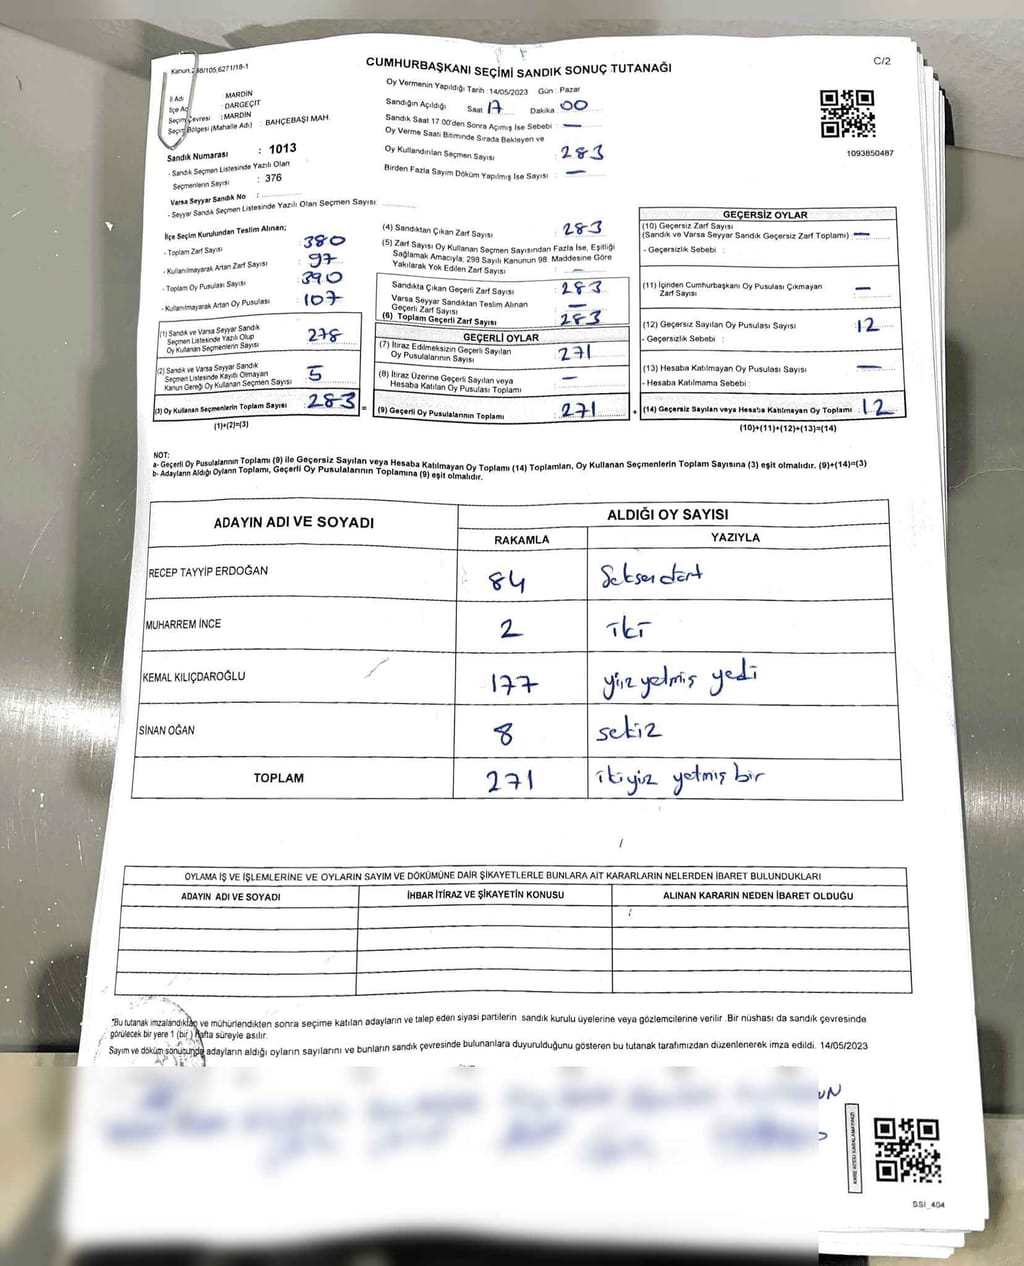 Kanun:298/105,6271/18-1
CUMHURBAŞKANI SEÇİMİ SANDIK SONUÇ TUTANAĞI
C/2
İl Adı : MARDİN
İlçe Adı : DARGEÇİT
Seçim Çevresi : MARDİN
Seçim Bölgesi (Mahalle Adı) : BAHÇEBAŞI MAH.
Sandık Numarası : 1013
- Sandık Seçmen Listesinde Yazılı Olan
Seçmenlerin Sayısı : 376
Varsa Seyyar Sandık No :
- Seyyar Sandık Seçmen Listesinde Yazılı Olan Seçmen Sayısı:
Oy Vermenin Yapıldığı Tarih : 14/05/2023 Gün : Pazar
Sandığın Açıldığı Saat 17 Dakika : 00
Sandık Saat 17.00'den Sonra Açımış İse Sebebi : —
Oy Verme Saati Bitiminde Sırada Bekleyen ve
Oy Kullandırılan Seçmen Sayısı : 283
Birden Fazla Sayım Döküm Yapılmış İse Sayısı : —
1093850487
İlçe Seçim Kurulundan Teslim Alınan;
- Toplam Zarf Sayısı : 380
- Kullanılmayarak Artan Zarf Sayısı : 97
- Toplam Oy Pusulası Sayısı : 390
- Kullanılmayarak Artan Oy Pusulası : 107
(1) Sandık ve Varsa Seyyar Sandık
Seçmen Listesinde Yazılı Olup
Oy Kulanan Seçmenlerin Sayısı : 278
(2) Sandık ve Varsa Seyyar Sandık
Seçmen Listesinde Kayıtlı Olmayan
Kanun Gereği Oy Kullanan Seçmen Sayısı : 5
(3) Oy Kullanan Seçmenlerin Toplam Sayısı : 283 =
(1)+(2)=(3)
(4) Sandıktan Çıkan Zarf Sayısı : 283
(5) Zarf Sayısı Oy Kullanan Seçmen Sayısından Fazla İse, Eşitliği
Sağlamak Amacıyla; 298 Sayılı Kanunun 98. Maddesine Göre
Yakılarak Yok Edilen Zarf Sayısı : —
Sandıkta Çıkan Geçerli Zarf Sayısı : 283
Varsa Seyyar Sandıktan Teslim Alınan
Geçerli Zarf Sayısı : —
(6) Toplam Geçerli Zarf Sayısı : 283
GEÇERLİ OYLAR
(7) İtiraz Edilmeksizin Geçerli Sayılan
Oy Pusulalarının Sayısı : 271
(8) İtiraz Üzerine Geçerli Sayılan veya
Hesaba Katılan Oy Pusulası Toplamı : —
(9) Geçerli Oy Pusulalarının Toplamı : 271 +
GEÇERSİZ OYLAR
(10) Geçersiz Zarf Sayısı
(Sandık ve Varsa Seyyar Sandık Geçersiz Zarf Toplamı) : —
- Geçersizlik Sebebi :
(11) İçinden Cumhurbaşkanı Oy Pusulası Çıkmayan
Zarf Sayısı : —
(12) Geçersiz Sayılan Oy Pusulası Sayısı : 12
- Geçersizlik Sebebi :
(13) Hesaba Katılmayan Oy Pusulası Sayısı : —
- Hesaba Katılmama Sebebi :
(14) Geçersiz Sayılan veya Hesaba Katılmayan Oy Toplamı : 12
(10)+(11)+(12)+(13)=(14)
NOT:
a- Geçerli Oy Pusulalarının Toplamı (9) ile Geçersiz Sayılan veya Hesaba Katılmayan Oy Toplamı (14) Toplamları, Oy Kullanan Seçmenlerin Toplam Sayısına (3) eşit olmalıdır. (9)+(14)=(3)
b- Adayların Aldığı Oyların Toplamı, Geçerli Oy Pusulalarının Toplamına (9) eşit olmalıdır.
ADAYIN ADI VE SOYADI
ALDIĞI OY SAYISI
RAKAMLA YAZIYLA
RECEP TAYYİP ERDOĞAN 84 Seksendört
MUHARREM İNCE 2 iki
KEMAL KILIÇDAROĞLU 177 yüz yetmiş yedi
SİNAN OĞAN 8 sekiz
TOPLAM 271 ikiyüz yetmiş bir
OYLAMA İŞ VE İŞLEMLERİNE VE OYLARIN SAYIM VE DÖKÜMÜNE DAİR ŞİKAYETLERLE BUNLARA AİT KARARLARIN NELERDEN İBARET BULUNDUKLARI
ADAYIN ADI VE SOYADI İHBAR İTİRAZ VE ŞİKAYETİN KONUSU ALINAN KARARIN NEDEN İBARET OLDUĞU
*Bu tutanak imzalandıktan ve mühürlendikten sonra seçime katılan adayların ve talep eden siyasi partilerin sandık kurulu üyelerine veya gözlemcilerine verilir. Bir nüshası da sandık çevresinde
görülecek bir yere 1 (bir) hafta süreyle asılır.
Sayım ve döküm sonucunda adayların aldığı oyların sayılarını ve bunların sandık çevresinde bulunanlara duyurulduğunu gösteren bu tutanak tarafımızdan düzenlenerek imza edildi. 14/05/2023
SSI_404